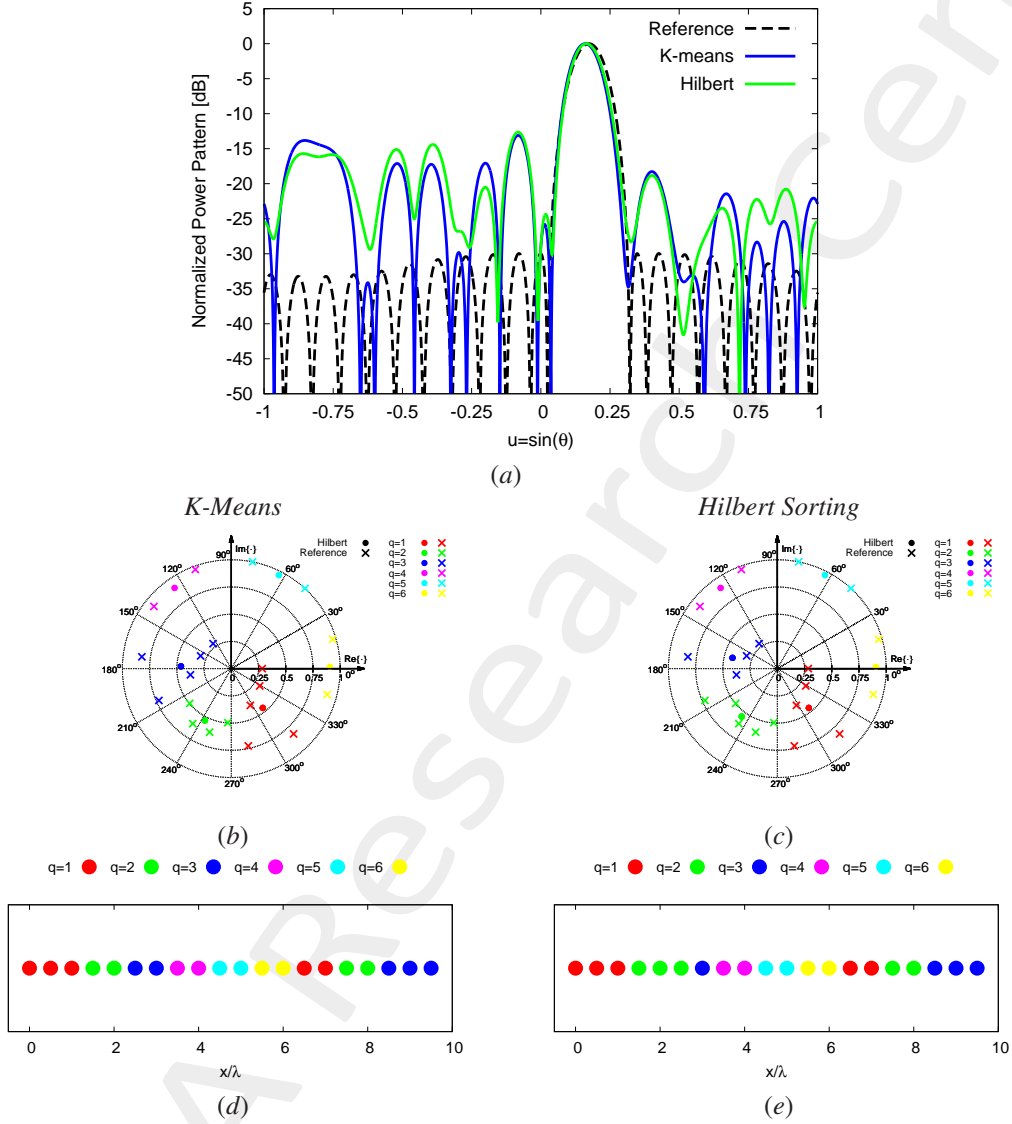 Reference
K-means
Hilbert
Normalized Power Pattern [dB]
0
-5
-10
-15
-20
-25
-30
-35
-40
-45
-50
-1 -0.75 -0.5 -0.25 0 0.25 0.5 0.75 1
u=sin(θ)
(a)
K-Means
Hilbert Sorting
Hilbert
Reference
q=1
q=2
q=3
q=4
q=5
q=6
Im{·}
Re{·}
0 0.25 0.5 0.75 1
0°
30°
60°
90°
120°
150°
180°
210°
240°
270°
300°
330°
(b)
Hilbert
Reference
q=1
q=2
q=3
q=4
q=5
q=6
Im{·}
Re{·}
0 0.25 0.5 0.75 1
0°
30°
60°
90°
120°
150°
180°
210°
240°
270°
300°
330°
(c)
q=1 q=2 q=3 q=4 q=5 q=6
0 2 4 6 8 10
x/λ
(d)
q=1 q=2 q=3 q=4 q=5 q=6
0 2 4 6 8 10
x/λ
(e)
A Research Cen